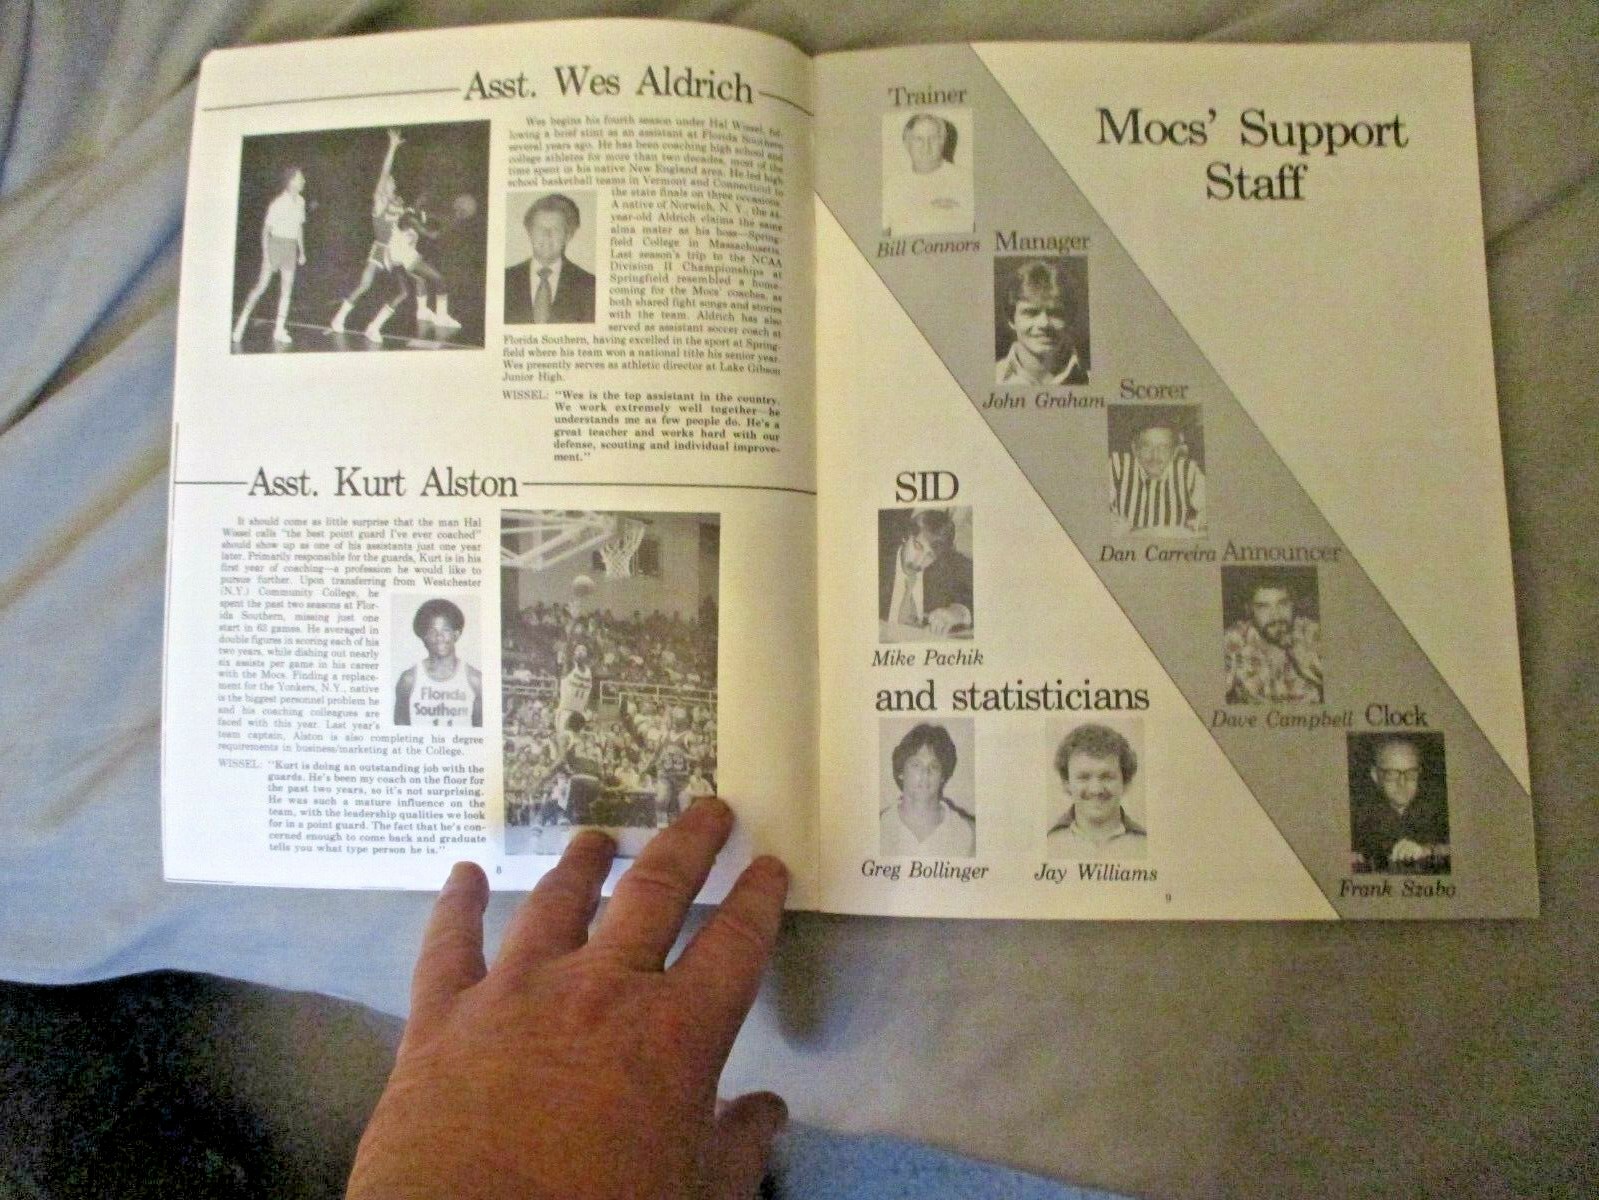 Asst. Wes Aldrich
Wes begins his fourth season under Hal Wissel, fol-
lowing a brief stint as an assistant at Florida Southern
several years ago. He has been coaching high school and
college athletes for more than two decades, most of the
time spent in his native New England area. He led high
school basketball teams in Vermont and Connecticut to
the state finals on three occasions.
A native of Norwich, N.Y., the
year-old Aldrich claims the same
alma mater as his boss—Spring-
field College in Massachusetts.
Last season's trip to the NCAA
Division II Championships at
Springfield resembled a home-
coming for the Mocs' coaches, as
both shared fight songs and stories
with the team. Aldrich has also
served as assistant soccer coach at
Florida Southern, having excelled in the sport at Spring-
field where his team won a national title his senior year.
Wes presently serves as athletic director at Lake Gibson
Junior High.
WISSEL: "Wes is the top assistant in the country.
We work extremely well together—he
understands me as few people do. He's a
great teacher and works hard with our
defense, scouting and individual improve-
ment."
Asst. Kurt Alston
It should come as little surprise that the man Hal
Wissel calls "the best point guard I've ever coached"
should show up as one of his assistants just one year
later. Primarily responsible for the guards, Kurt is in his
first year of coaching—a profession he would like to
pursue further. Upon transferring from Westchester
(N.Y.) Community College, he
spent the past two seasons at Flor-
ida Southern, missing just one
start in 63 games. He averaged in
double figures in scoring each of his
two years, while dishing out nearly
six assists per game in his career
with the Mocs. Finding a replace-
ment for the Yonkers, N.Y., native
is the biggest personnel problem he
and his coaching colleagues are
faced with this year. Last year's
team captain, Alston is also completing his degree
requirements in business/marketing at the College.
Florida
Southern
WISSEL: "Kurt is doing an outstanding job with the
guards. He's been my coach on the floor for
the past two years, so it's not surprising.
He was such a mature influence on the
team, with the leadership qualities we look
for in a point guard. The fact that he's con-
cerned enough to come back and graduate
tells you what type person he is."
8
Mocs' Support
Staff
Trainer
Bill Connors
Manager
John Graham
Scorer
Dan Carreira
Announcer
Dave Campbell
Clock
Frank Szabo
SID
Mike Pachik
and statisticians
Greg Bollinger
Jay Williams
9